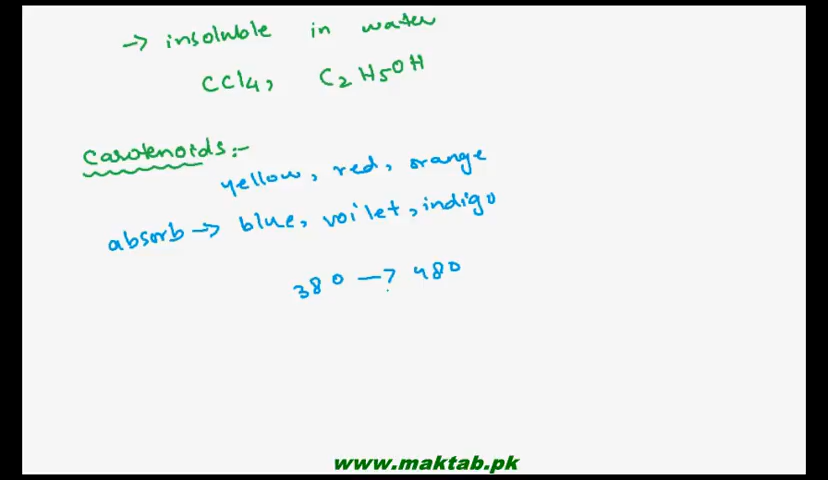 → insoluble in water
CCl4, C2H5OH
Carotenoids:-
yellow, red, orange
absorb → blue, voilet, indigo
380 → 480
www.maktab.pk